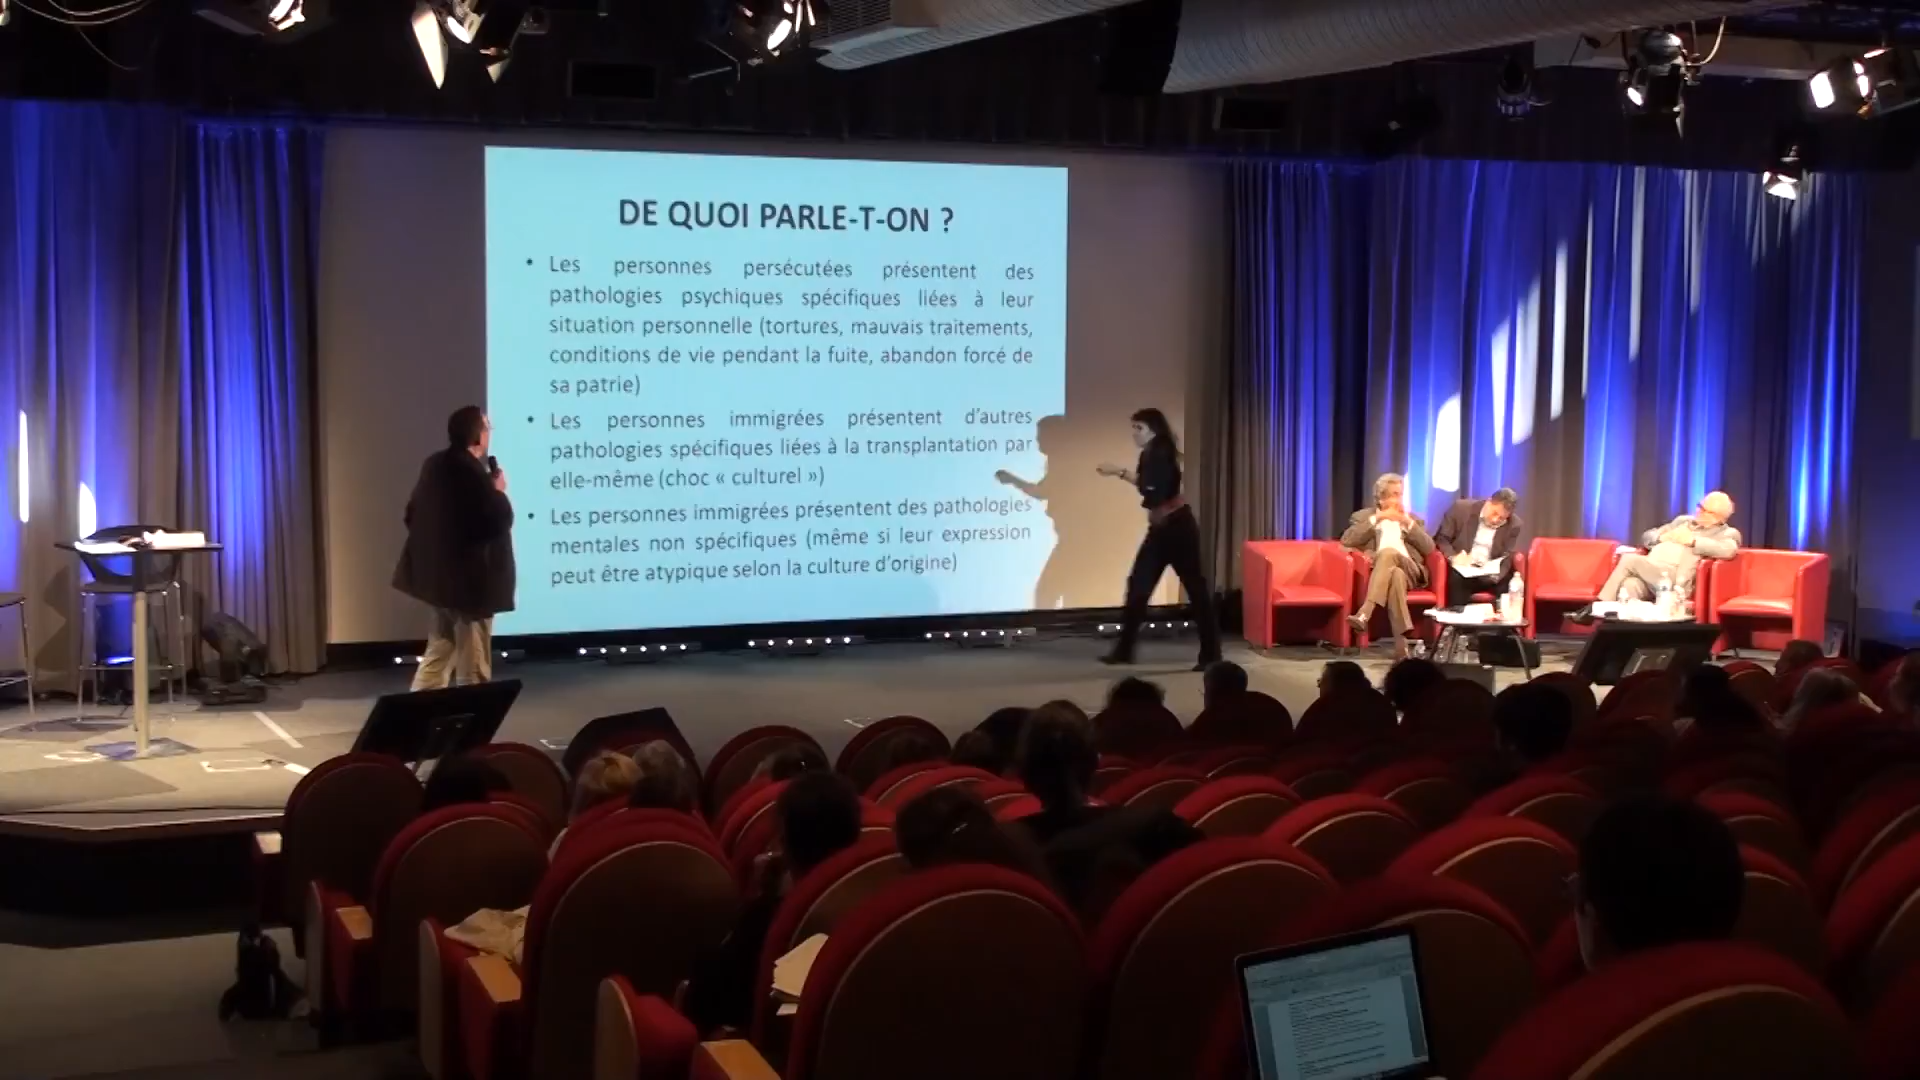 DE QUOI PARLE-T-ON ?
• Les personnes persécutées présentent des
pathologies psychiques spécifiques liées à leur
situation personnelle (tortures, mauvais traitements,
conditions de vie pendant la fuite, abandon forcé de
sa patrie)
• Les personnes immigrées présentent d'autres
pathologies spécifiques liées à la transplantation par
elle-même (choc « culturel »)
• Les personnes immigrées présentent des pathologies
mentales non spécifiques (même si leur expression
peut être atypique selon la culture d'origine)